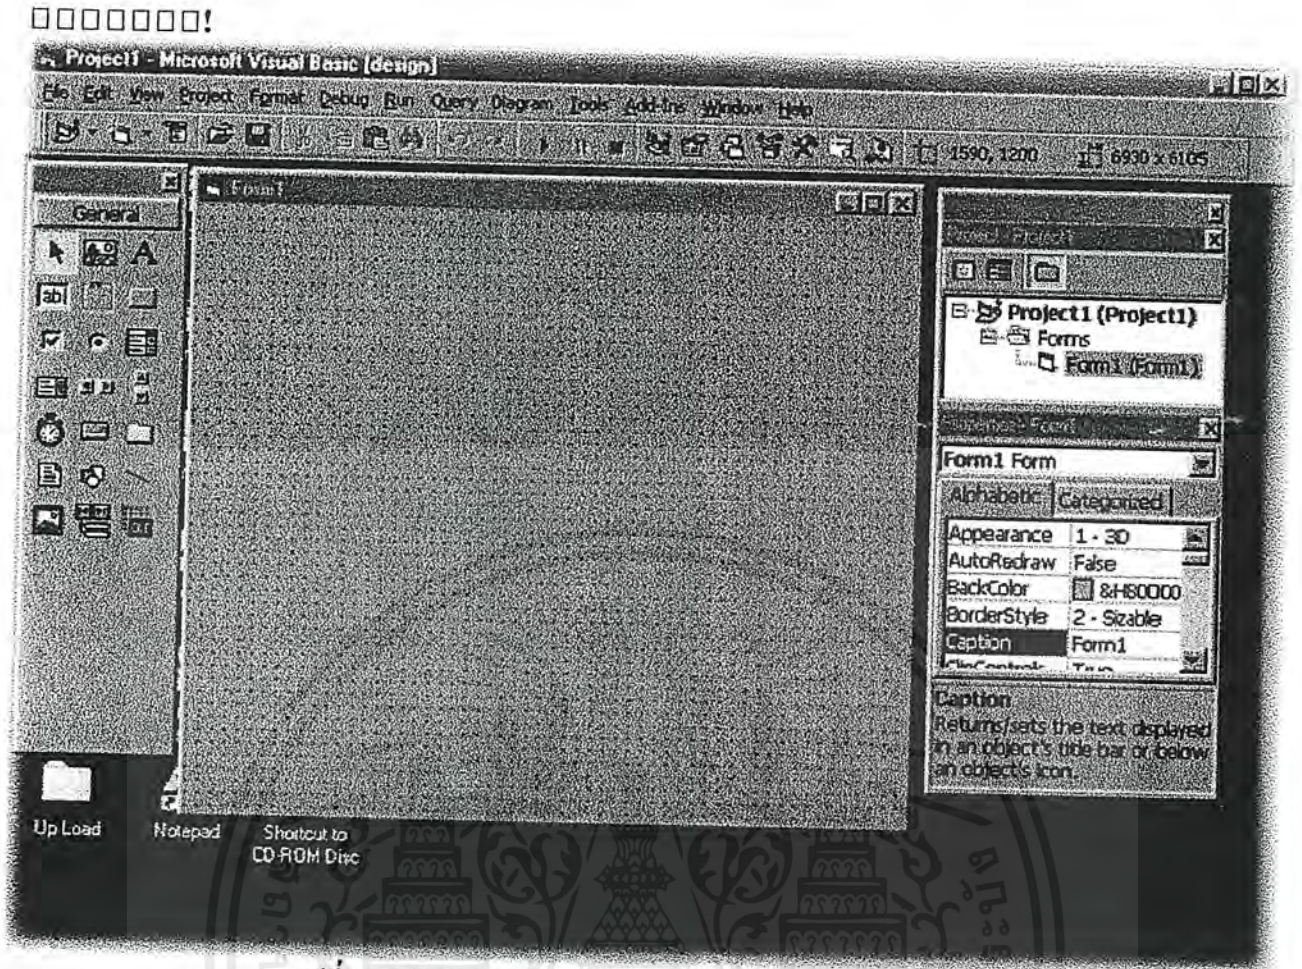 □□□□□□□!
Project1 - Microsoft Visual Basic [design]
File Edit View Project Format Debug Run Query Diagram Tools Add-Ins Window Help
1590, 1200 6930 x 6105
General
Form1
Project1 (Project1)
Forms
Form1 (Form1)
Form1 Form
Alphabetic Categorized
Appearance 1 - 3D
AutoRedraw False
BackColor &H80000
BorderStyle 2 - Sizable
Caption Form1
ClipControls True
Caption
Returns/sets the text displayed
in an object's title bar or below
an object's icon.
Up Load
Notepad
Shortcut to
CD-ROM Disc